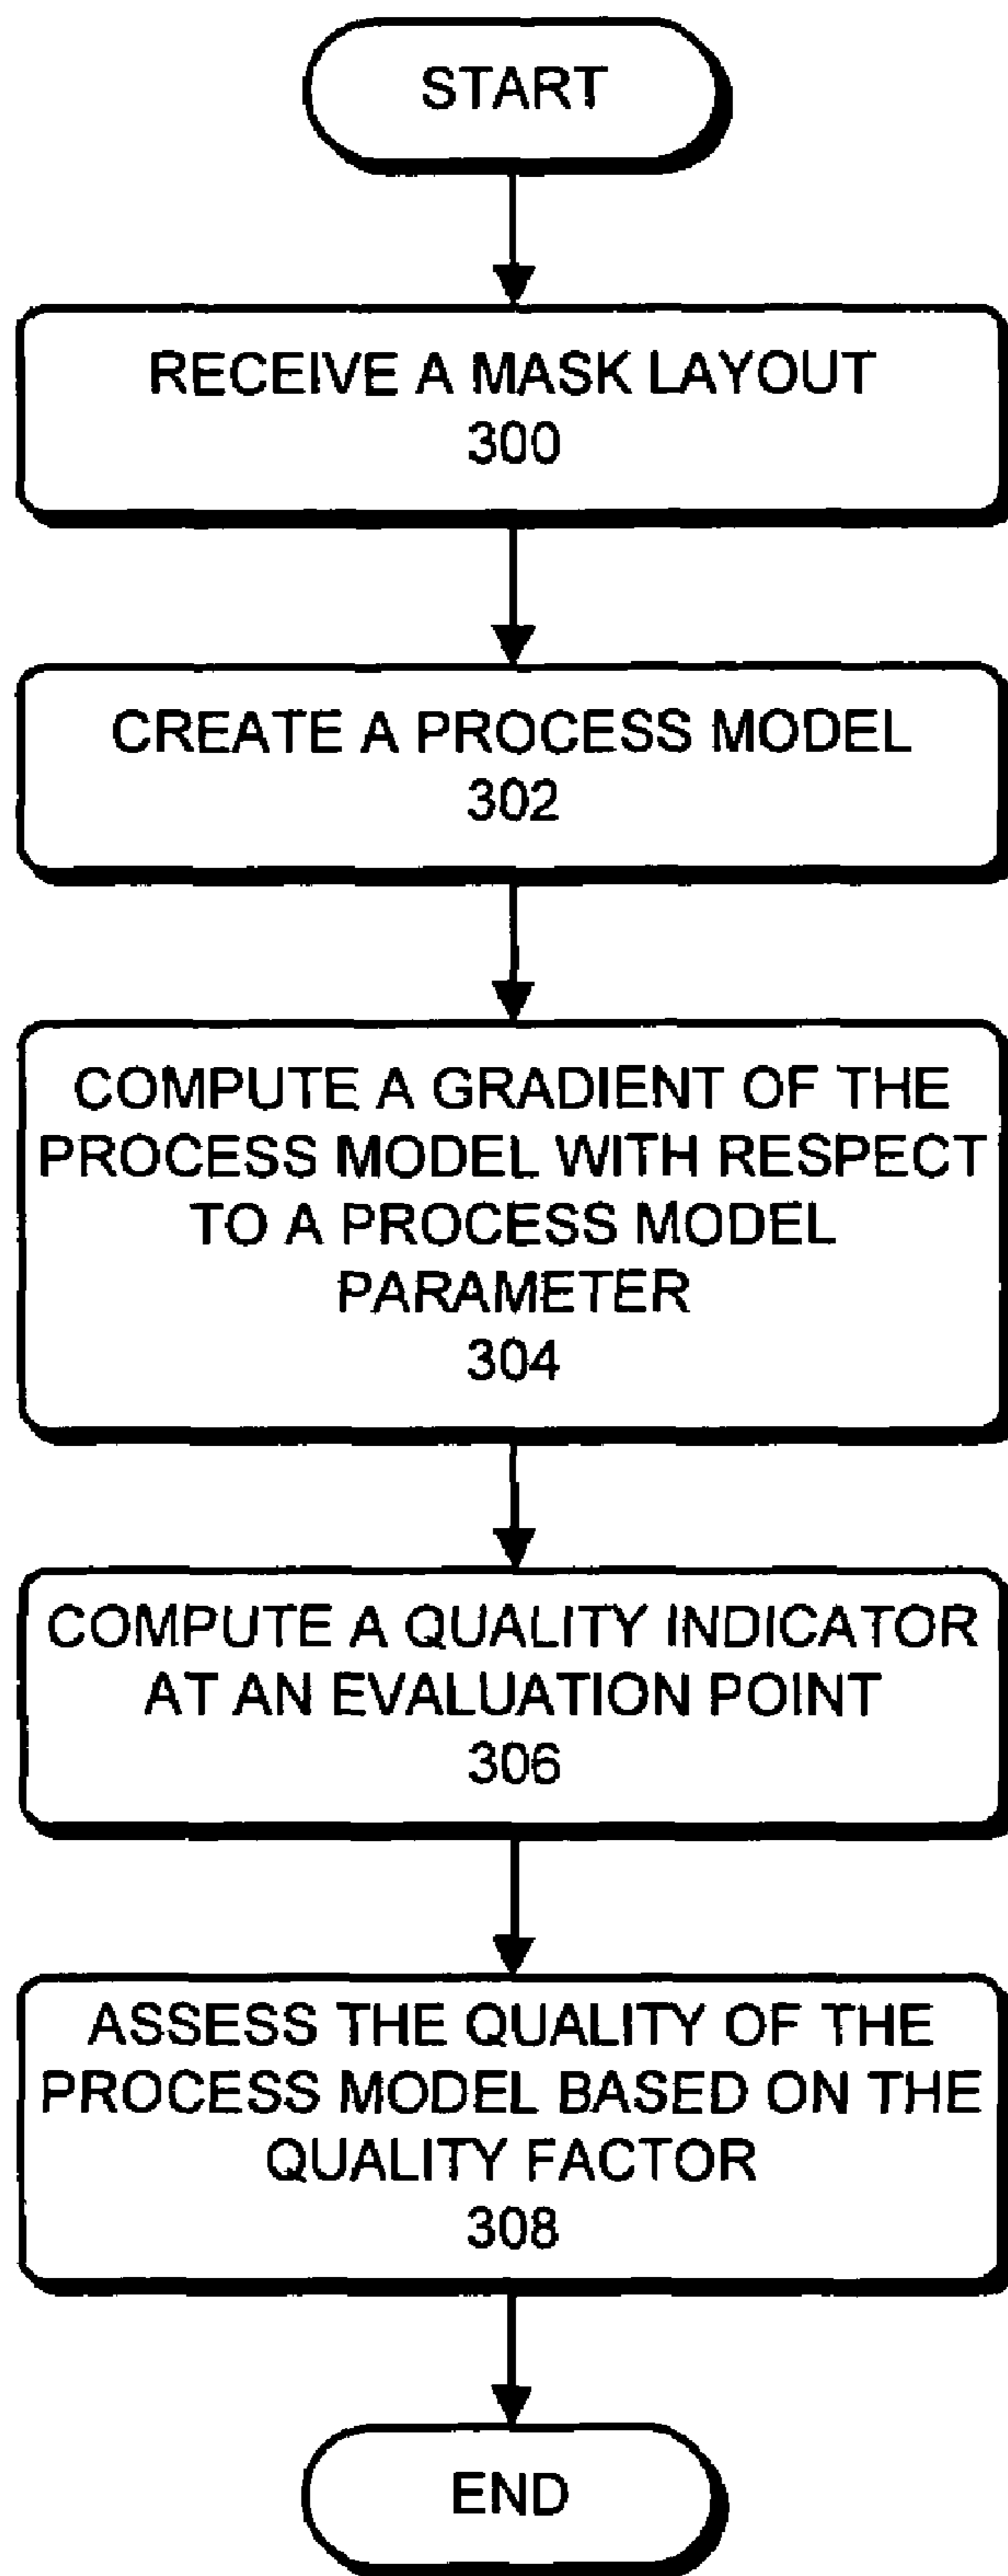 START
RECEIVE A MASK LAYOUT
300
CREATE A PROCESS MODEL
302
COMPUTE A GRADIENT OF THE
PROCESS MODEL WITH RESPECT
TO A PROCESS MODEL
PARAMETER
304
COMPUTE A QUALITY INDICATOR
AT AN EVALUATION POINT
306
ASSESS THE QUALITY OF THE
PROCESS MODEL BASED ON THE
QUALITY FACTOR
308
END